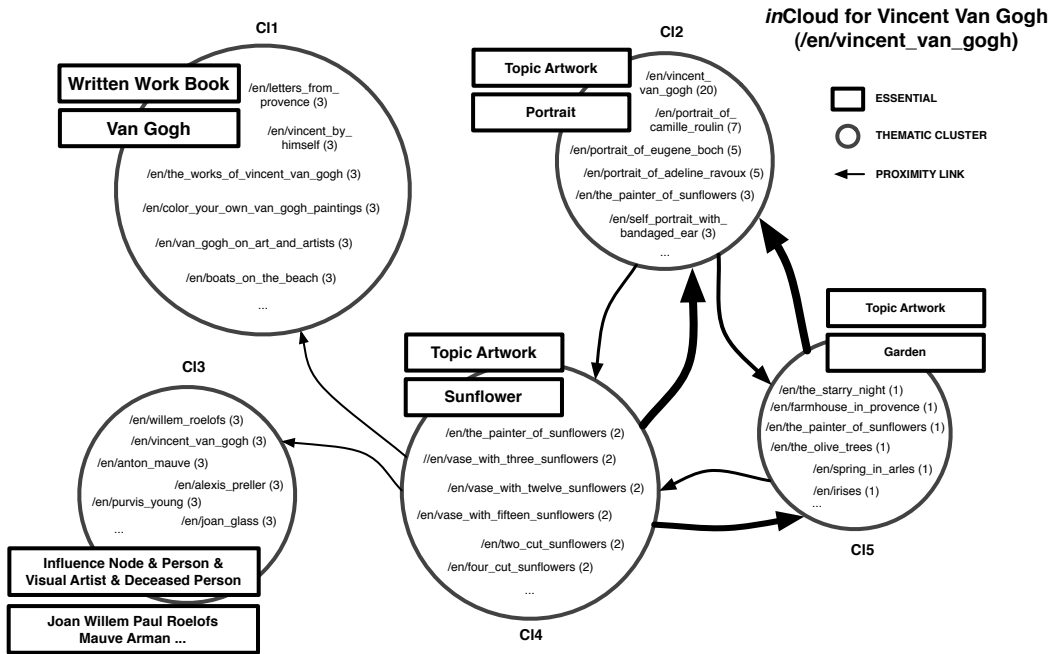 inCloud for Vincent Van Gogh
(/en/vincent_van_gogh)
ESSENTIAL
THEMATIC CLUSTER
PROXIMITY LINK
Cl1
Written Work Book
Van Gogh
/en/letters_from_
provence (3)
/en/vincent_by_
himself (3)
/en/the_works_of_vincent_van_gogh (3)
/en/color_your_own_van_gogh_paintings (3)
/en/van_gogh_on_art_and_artists (3)
/en/boats_on_the_beach (3)
...
Cl2
Topic Artwork
Portrait
/en/vincent_
van_gogh (20)
/en/portrait_of_
camille_roulin (7)
/en/portrait_of_eugene_boch (5)
/en/portrait_of_adeline_ravoux (5)
/en/the_painter_of_sunflowers (3)
/en/self_portrait_with_
bandaged_ear (3)
...
Cl3
/en/willem_roelofs (3)
/en/vincent_van_gogh (3)
/en/anton_mauve (3)
/en/alexis_preller (3)
/en/purvis_young (3)
/en/joan_glass (3)
...
Influence Node & Person &
Visual Artist & Deceased Person
Joan Willem Paul Roelofs
Mauve Arman ...
Topic Artwork
Sunflower
/en/the_painter_of_sunflowers (2)
//en/vase_with_three_sunflowers (2)
/en/vase_with_twelve_sunflowers (2)
/en/vase_with_fifteen_sunflowers (2)
/en/two_cut_sunflowers (2)
/en/four_cut_sunflowers (2)
...
Cl4
Topic Artwork
Garden
/en/the_starry_night (1)
/en/farmhouse_in_provence (1)
/en/the_painter_of_sunflowers (1)
/en/the_olive_trees (1)
/en/spring_in_arles (1)
/en/irises (1)
...
Cl5